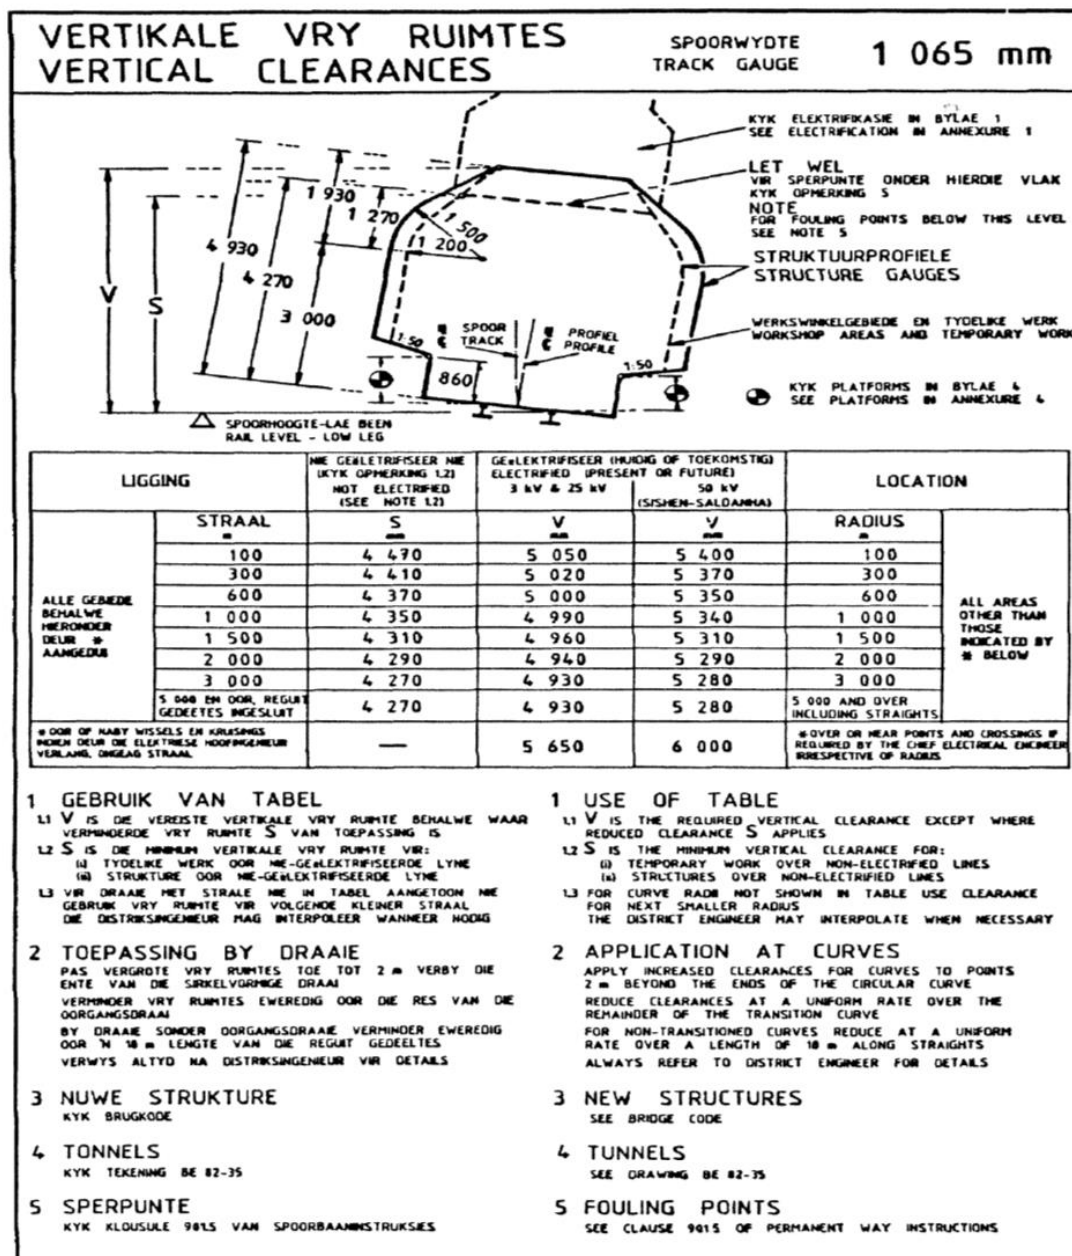 VERTIKALE VRY RUIMTES
VERTICAL CLEARANCES
SPOORWYDTE
TRACK GAUGE
1 065 mm
KYK ELEKTRIFIKASIE IN BYLAE 1
SEE ELECTRIFICATION IN ANNEXURE 1
LET WEL
VIR SPERPUNTE ONDER HIERDIE VLAK
KYK OPMERKING 5
NOTE
FOR FOULING POINTS BELOW THIS LEVEL
SEE NOTE 5
STRUKTUURPROFIELE
STRUCTURE GAUGES
WERKSWINKELGEBIEDE EN TYDELIKE WERK
WORKSHOP AREAS AND TEMPORARY WORK
KYK PLATFORMS IN BYLAE 4
SEE PLATFORMS IN ANNEXURE 4
1 930
1 270
1 500
1 200
4 930
4 270
3 000
V
S
1:50
SPOOR
TRACK
PROFIEL
PROFILE
1:50
860
SPOORHOOGTE-LAE BEEN
RAIL LEVEL - LOW LEG
LIGGING
NIE GEëLETRIFISEER NIE
(KYK OPMERKING 1.2)
NOT ELECTRIFIED
(SEE NOTE 1.2)
GEëLEKTRIFISEER (HUIDIG OF TOEKOMSTIG)
ELECTRIFIED (PRESENT OR FUTURE)
3 kV & 25 kV
50 kV
(SISHEN-SALDANHA)
LOCATION
STRAAL
m
S
mm
V
mm
V
mm
RADIUS
m
100 4 470 5 050 5 400 100
300 4 410 5 020 5 370 300
600 4 370 5 000 5 350 600
1 000 4 350 4 990 5 340 1 000
1 500 4 310 4 960 5 310 1 500
2 000 4 290 4 940 5 290 2 000
3 000 4 270 4 930 5 280 3 000
5 000 EN OOR, REGUIT
GEDEETES INGESLUIT
4 270 4 930 5 280
5 000 AND OVER
INCLUDING STRAIGHTS
ALLE GEBIEDE
BEHALWE
HIERONDER
DEUR *
AANGEDUI
ALL AREAS
OTHER THAN
THOSE
INDICATED BY
* BELOW
* OOR OF NABY WISSELS EN KRUISINGS
INDIEN DEUR DIE ELEKTRIESE HOOFINGENIEUR
VERLANG, ONGEAG STRAAL
— 5 650 6 000
* OVER OR NEAR POINTS AND CROSSINGS IF
REQUIRED BY THE CHIEF ELECTRICAL ENGINEER
IRRESPECTIVE OF RADIUS
1 GEBRUIK VAN TABEL
1.1 V IS DIE VEREISTE VERTIKALE VRY RUIMTE BEHALWE WAAR
VERMINDERDE VRY RUIMTE S VAN TOEPASSING IS
1.2 S IS DIE MINIMUM VERTIKALE VRY RUIMTE VIR:
(i) TYDELIKE WERK OOR NIE-GEëLEKTRIFISEERDE LYNE
(ii) STRUKTURE OOR NIE-GEëLEKTRIFISEERDE LYNE
1.3 VIR DRAAIE MET STRALE NIE IN TABEL AANGETOON NIE
GEBRUIK VRY RUIMTE VIR VOLGENDE KLEINER STRAAL
DIE DISTRIKSINGENIEUR MAG INTERPOLEER WANNEER NODIG
2 TOEPASSING BY DRAAIE
PAS VERGROTE VRY RUIMTES TOE TOT 2 m VERBY DIE
ENTE VAN DIE SIRKELVORMIGE DRAAI
VERMINDER VRY RUIMTES EWEREDIG OOR DIE RES VAN DIE
OORGANGSDRAAI
BY DRAAIE SONDER OORGANGSDRAAIE VERMINDER EWEREDIG
OOR 'N 18 m LENGTE VAN DIE REGUIT GEDEELTES
VERWYS ALTYD NA DISTRIKSINGENIEUR VIR DETAILS
3 NUWE STRUKTURE
KYK BRUGKODE
4 TONNELS
KYK TEKENING BE 82-35
5 SPERPUNTE
KYK KLOUSULE 901.5 VAN SPOORBAANINSTRUKSIES
1 USE OF TABLE
1.1 V IS THE REQUIRED VERTICAL CLEARANCE EXCEPT WHERE
REDUCED CLEARANCE S APPLIES
1.2 S IS THE MINIMUM VERTICAL CLEARANCE FOR:
(i) TEMPORARY WORK OVER NON-ELECTRIFIED LINES
(ii) STRUCTURES OVER NON-ELECTRIFIED LINES
1.3 FOR CURVE RADII NOT SHOWN IN TABLE USE CLEARANCE
FOR NEXT SMALLER RADIUS
THE DISTRICT ENGINEER MAY INTERPOLATE WHEN NECESSARY
2 APPLICATION AT CURVES
APPLY INCREASED CLEARANCES FOR CURVES TO POINTS
2 m BEYOND THE ENDS OF THE CIRCULAR CURVE
REDUCE CLEARANCES AT A UNIFORM RATE OVER THE
REMAINDER OF THE TRANSITION CURVE
FOR NON-TRANSITIONED CURVES REDUCE AT A UNIFORM
RATE OVER A LENGTH OF 18 m ALONG STRAIGHTS
ALWAYS REFER TO DISTRICT ENGINEER FOR DETAILS
3 NEW STRUCTURES
SEE BRIDGE CODE
4 TUNNELS
SEE DRAWING BE 82-35
5 FOULING POINTS
SEE CLAUSE 901.5 OF PERMANENT WAY INSTRUCTIONS